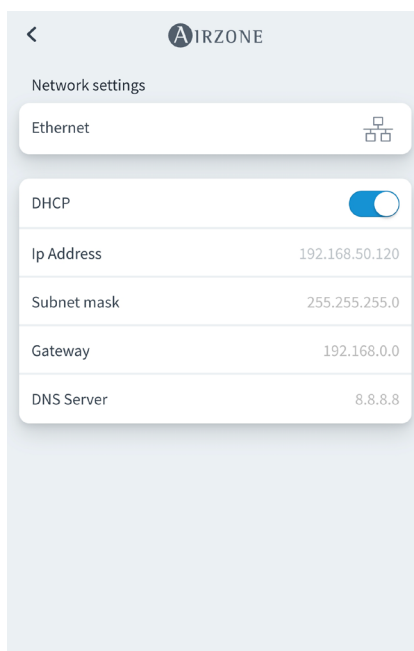 AIRZONE
Network settings
Ethernet
DHCP
Ip Address 192.168.50.120
Subnet mask 255.255.255.0
Gateway 192.168.0.0
DNS Server 8.8.8.8